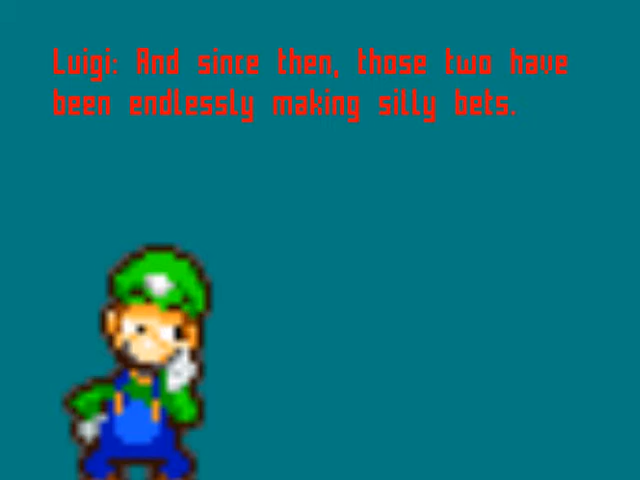 Luigi: And since then, those two have
been endlessly making silly bets.